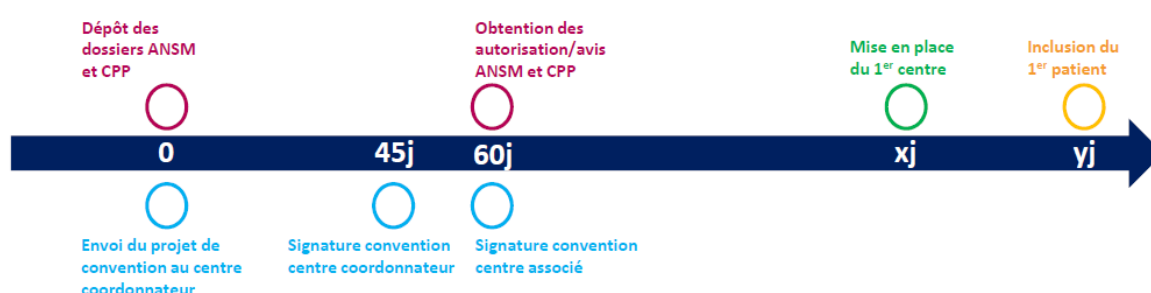 Dépôt des
dossiers ANSM
et CPP
Obtention des
autorisation/avis
ANSM et CPP
Mise en place
du 1er centre
Inclusion du
1er patient
0
45j
60j
xj
yj
Envoi du projet de
convention au centre
coordonnateur
Signature convention
centre coordonnateur
Signature convention
centre associé